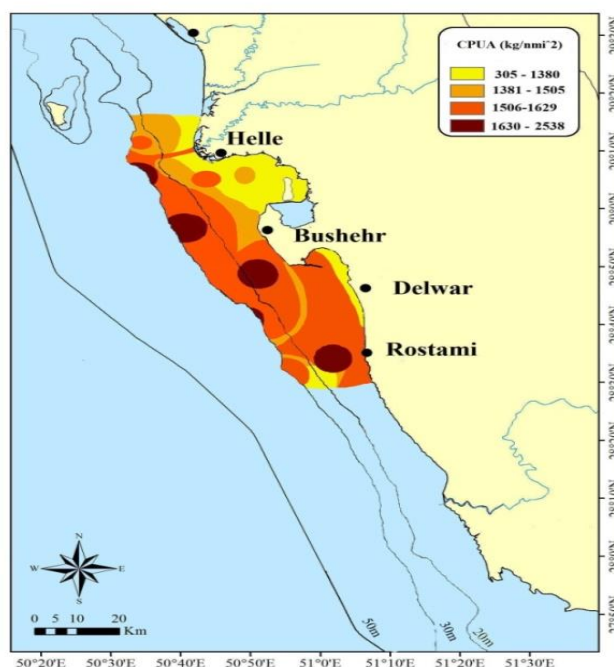 CPUA (kg/nmi^2)
305 - 1380
1381 - 1505
1506-1629
1630 - 2538
Helle
Bushehr
Delwar
Rostami
N
W E
S
0 5 10 20
Km
50m
30m
20m
50°20'E 50°30'E 50°40'E 50°50'E 51°0'E 51°10'E 51°20'E 51°30'E